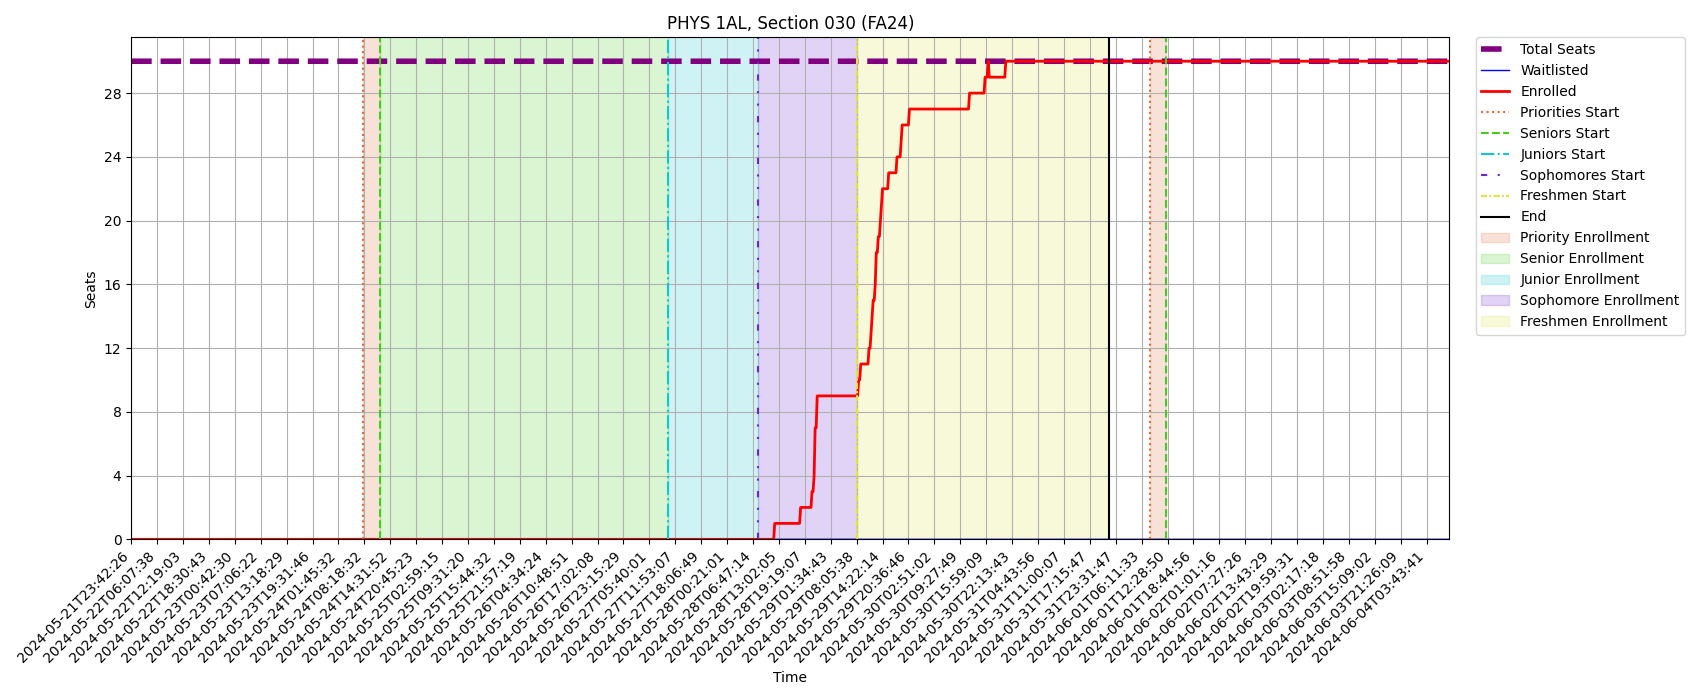 PHYS 1AL, Section 030 (FA24)
Seats
28
24
20
16
12
8
4
0
2024-05-21T23:42:26
2024-05-22T06:07:38
2024-05-22T12:19:03
2024-05-22T18:30:43
2024-05-23T00:42:30
2024-05-23T07:06:22
2024-05-23T13:18:29
2024-05-23T19:31:46
2024-05-24T01:45:32
2024-05-24T08:18:32
2024-05-24T14:31:52
2024-05-24T20:45:23
2024-05-25T02:59:15
2024-05-25T09:31:20
2024-05-25T15:44:32
2024-05-25T21:57:19
2024-05-26T04:34:24
2024-05-26T10:48:51
2024-05-26T17:02:08
2024-05-26T23:15:29
2024-05-27T05:40:01
2024-05-27T11:53:07
2024-05-27T18:06:49
2024-05-28T00:21:01
2024-05-28T06:47:14
2024-05-28T13:02:05
2024-05-28T19:19:07
2024-05-29T01:34:43
2024-05-29T08:05:38
2024-05-29T14:22:14
2024-05-29T20:36:46
2024-05-30T02:51:02
2024-05-30T09:27:49
2024-05-30T15:59:09
2024-05-30T22:13:43
2024-05-31T04:43:56
2024-05-31T11:00:07
2024-05-31T17:15:47
2024-05-31T23:31:47
2024-06-01T06:11:33
2024-06-01T12:28:50
2024-06-01T18:44:56
2024-06-02T01:01:16
2024-06-02T07:27:26
2024-06-02T13:43:29
2024-06-02T19:59:31
2024-06-03T02:17:18
2024-06-03T08:51:58
2024-06-03T15:09:02
2024-06-03T21:26:09
2024-06-04T03:43:41
Time
Total Seats
Waitlisted
Enrolled
Priorities Start
Seniors Start
Juniors Start
Sophomores Start
Freshmen Start
End
Priority Enrollment
Senior Enrollment
Junior Enrollment
Sophomore Enrollment
Freshmen Enrollment